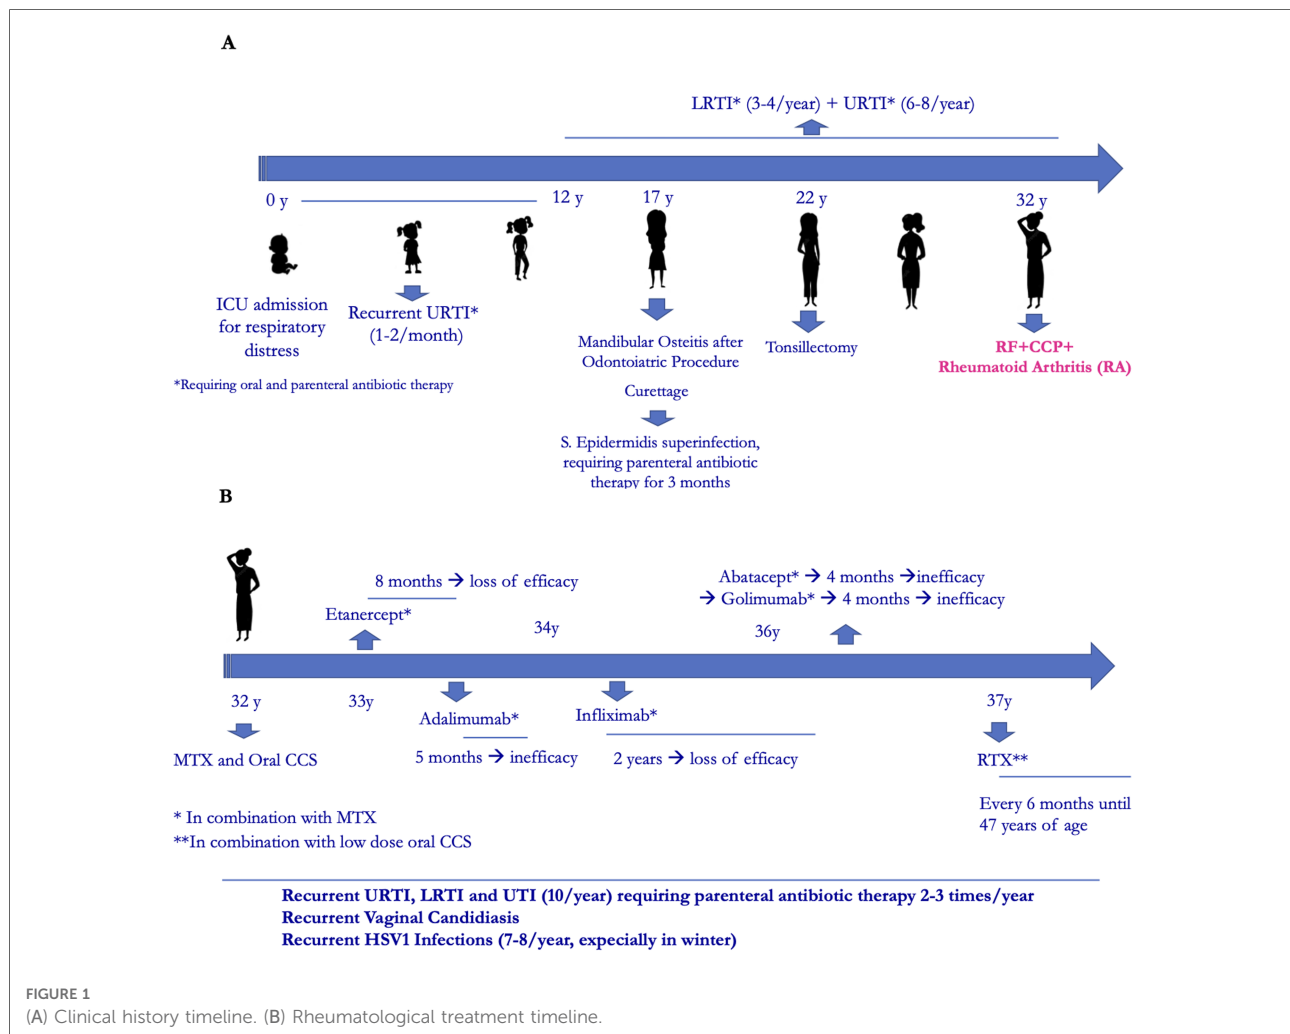 A
LRTI* (3-4/year) + URTI* (6-8/year)
0 y
12 y
17 y
22 y
32 y
ICU admission
for respiratory
distress
Recurrent URTI*
(1-2/month)
Mandibular Osteitis after
Odontoiatric Procedure
Curettage
S. Epidermidis superinfection,
requiring parenteral antibiotic
therapy for 3 months
Tonsillectomy
RF+CCP+
Rheumatoid Arthritis (RA)
*Requiring oral and parenteral antibiotic therapy
B
8 months → loss of efficacy
Etanercept*
34y
Abatacept* → 4 months →inefficacy
→ Golimumab* → 4 months → inefficacy
36y
32 y
33y
37y
MTX and Oral CCS
Adalimumab*
5 months → inefficacy
Infliximab*
2 years → loss of efficacy
RTX**
Every 6 months until
47 years of age
* In combination with MTX
**In combination with low dose oral CCS
Recurrent URTI, LRTI and UTI (10/year) requiring parenteral antibiotic therapy 2-3 times/year
Recurrent Vaginal Candidiasis
Recurrent HSV1 Infections (7-8/year, expecially in winter)
FIGURE 1
(A) Clinical history timeline. (B) Rheumatological treatment timeline.